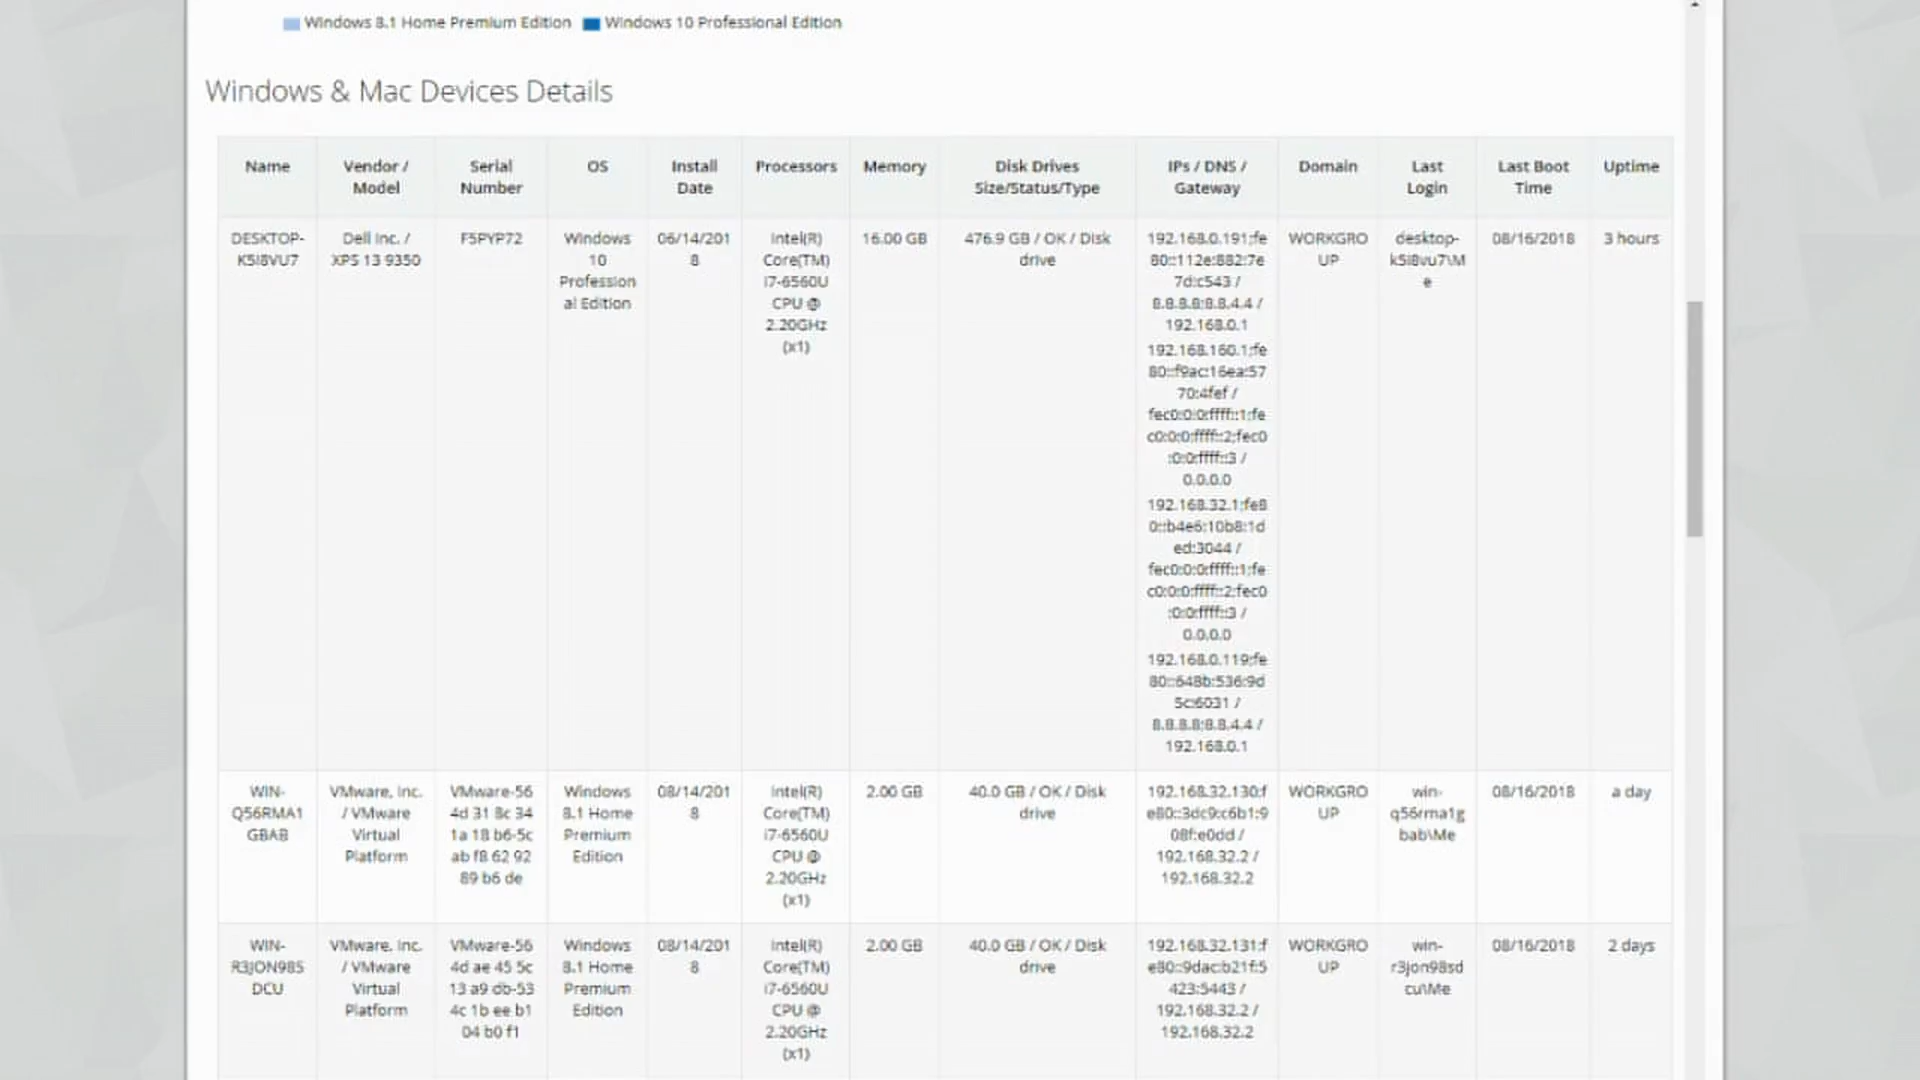 Windows 8.1 Home Premium Edition Windows 10 Professional Edition
Windows & Mac Devices Details
Name
Vendor /
Model
Serial
Number
OS
Install
Date
Processors
Memory
Disk Drives
Size/Status/Type
IPs / DNS /
Gateway
Domain
Last
Login
Last Boot
Time
Uptime
DESKTOP-
K5I8VU7
Dell Inc. /
XPS 13 9350
F5PYP72
Windows
10
Profession
al Edition
06/14/201
8
Intel(R)
Core(TM)
i7-6560U
CPU @
2.20GHz
(x1)
16.00 GB
476.9 GB / OK / Disk
drive
192.168.0.191;fe
80::112e:882:7e
7d:c543 /
8.8.8.8;8.8.4.4 /
192.168.0.1
192.168.160.1;fe
80::f9ac:16ea:57
70:4fef /
fec0:0:0:ffff::1;fe
c0:0:0:ffff::2;fec0
:0:0:ffff::3 /
0.0.0.0
192.168.32.1;fe8
0::b4e6:10b8:1d
ed:3044 /
fec0:0:0:ffff::1;fe
c0:0:0:ffff::2;fec0
:0:0:ffff::3 /
0.0.0.0
192.168.0.119;fe
80::648b:536:9d
5c:6031 /
8.8.8.8;8.8.4.4 /
192.168.0.1
WORKGRO
UP
desktop-
k5i8vu7\M
e
08/16/2018
3 hours
WIN-
Q56RMA1
GBAB
VMware, Inc.
/ VMware
Virtual
Platform
VMware-56
4d 31 8c 34
1a 18 b6-5c
ab f8 62 92
89 b6 de
Windows
8.1 Home
Premium
Edition
08/14/201
8
Intel(R)
Core(TM)
i7-6560U
CPU @
2.20GHz
(x1)
2.00 GB
40.0 GB / OK / Disk
drive
192.168.32.130;f
e80::3dc9:c6b1:9
08f:e0dd /
192.168.32.2 /
192.168.32.2
WORKGRO
UP
win-
q56rma1g
bab\Me
08/16/2018
a day
WIN-
R3JON98S
DCU
VMware, Inc.
/ VMware
Virtual
Platform
VMware-56
4d ae 45 5c
13 a9 db-53
4c 1b ee b1
04 b0 f1
Windows
8.1 Home
Premium
Edition
08/14/201
8
Intel(R)
Core(TM)
i7-6560U
CPU @
2.20GHz
(x1)
2.00 GB
40.0 GB / OK / Disk
drive
192.168.32.131;f
e80::9dac:b21f:5
423:5443 /
192.168.32.2 /
192.168.32.2
WORKGRO
UP
win-
r3jon98sd
cu\Me
08/16/2018
2 days